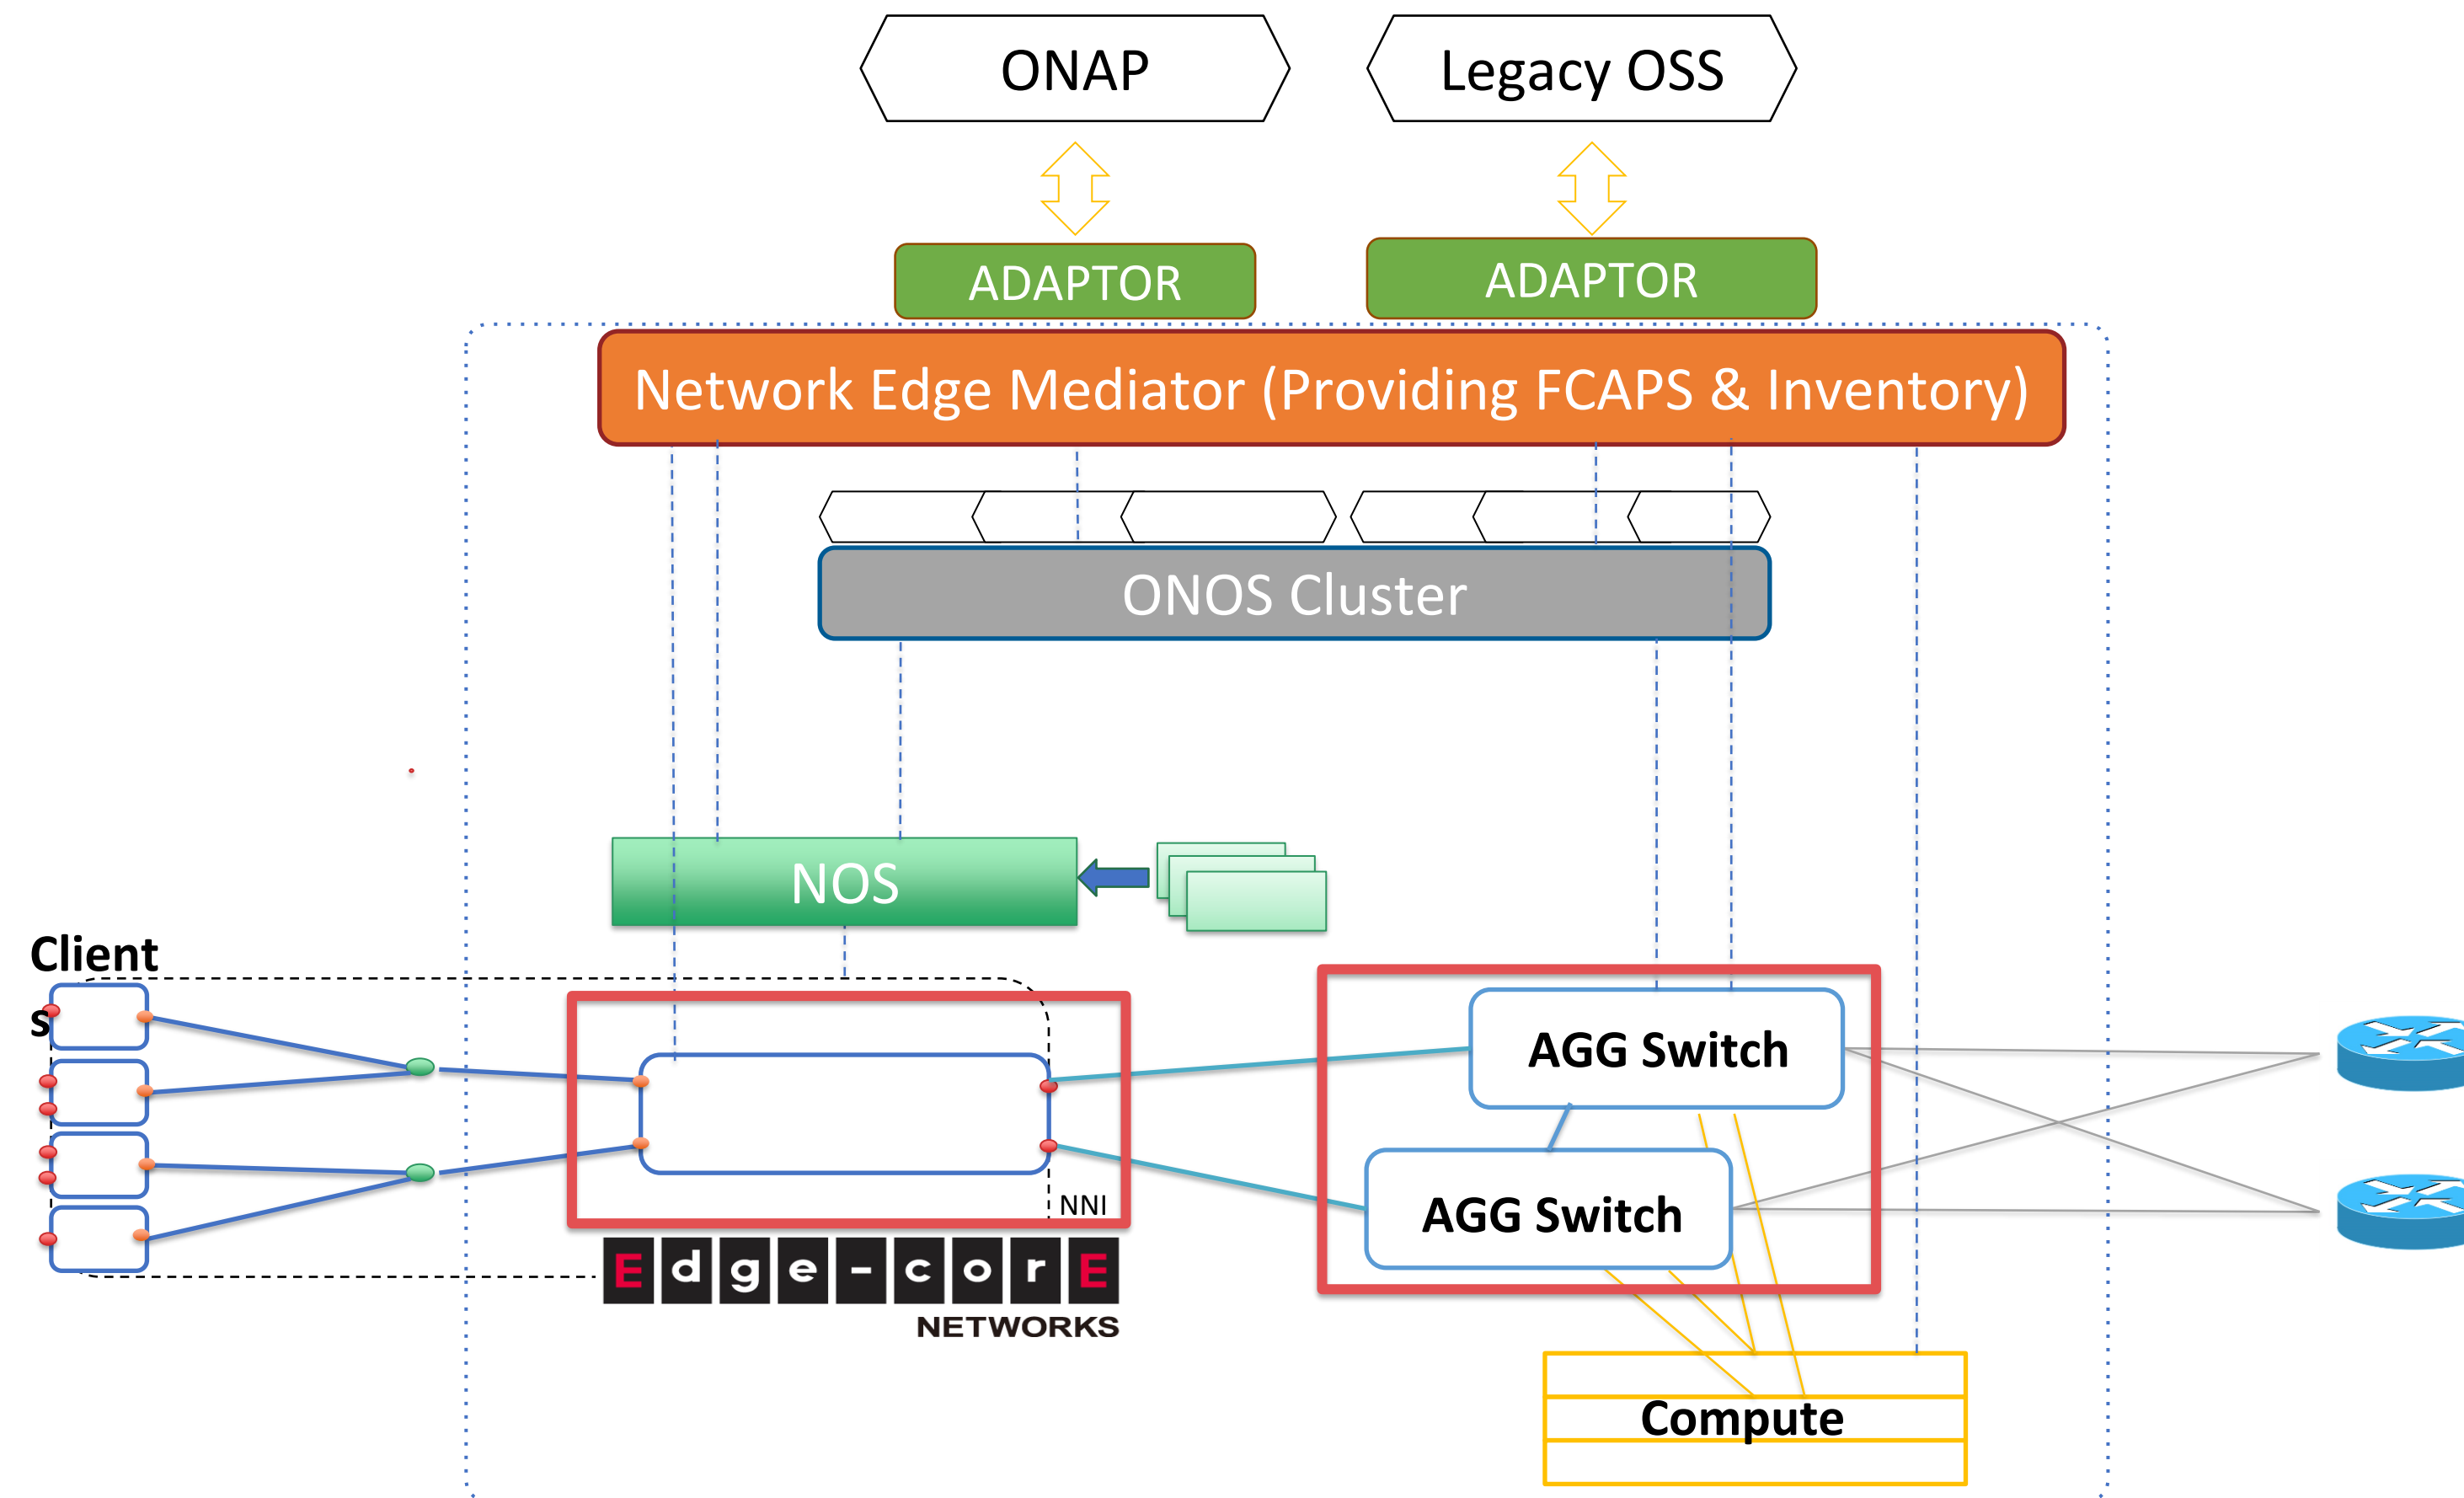 ONAP
Legacy OSS
ADAPTOR
ADAPTOR
Network Edge Mediator (Providing FCAPS & Inventory)
ONOS Cluster
NOS
Client
s
AGG Switch
AGG Switch
NNI
Edge-corE
NETWORKS
Compute